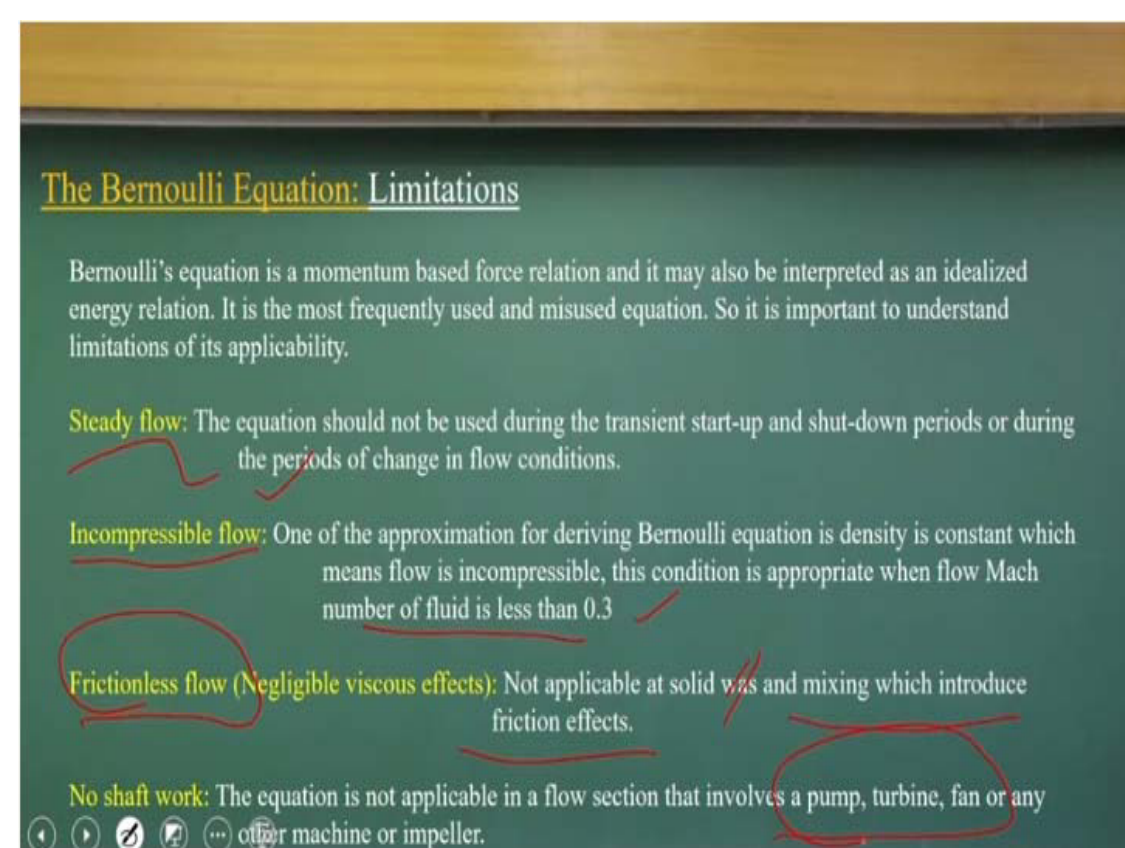 The Bernoulli Equation: Limitations
Bernoulli's equation is a momentum based force relation and it may also be interpreted as an idealized
energy relation. It is the most frequently used and misused equation. So it is important to understand
limitations of its applicability.
Steady flow: The equation should not be used during the transient start-up and shut-down periods or during
the periods of change in flow conditions.
Incompressible flow: One of the approximation for deriving Bernoulli equation is density is constant which
means flow is incompressible, this condition is appropriate when flow Mach
number of fluid is less than 0.3
Frictionless flow (Negligible viscous effects): Not applicable at solid was and mixing which introduce
friction effects.
No shaft work: The equation is not applicable in a flow section that involves a pump, turbine, fan or any
other machine or impeller.